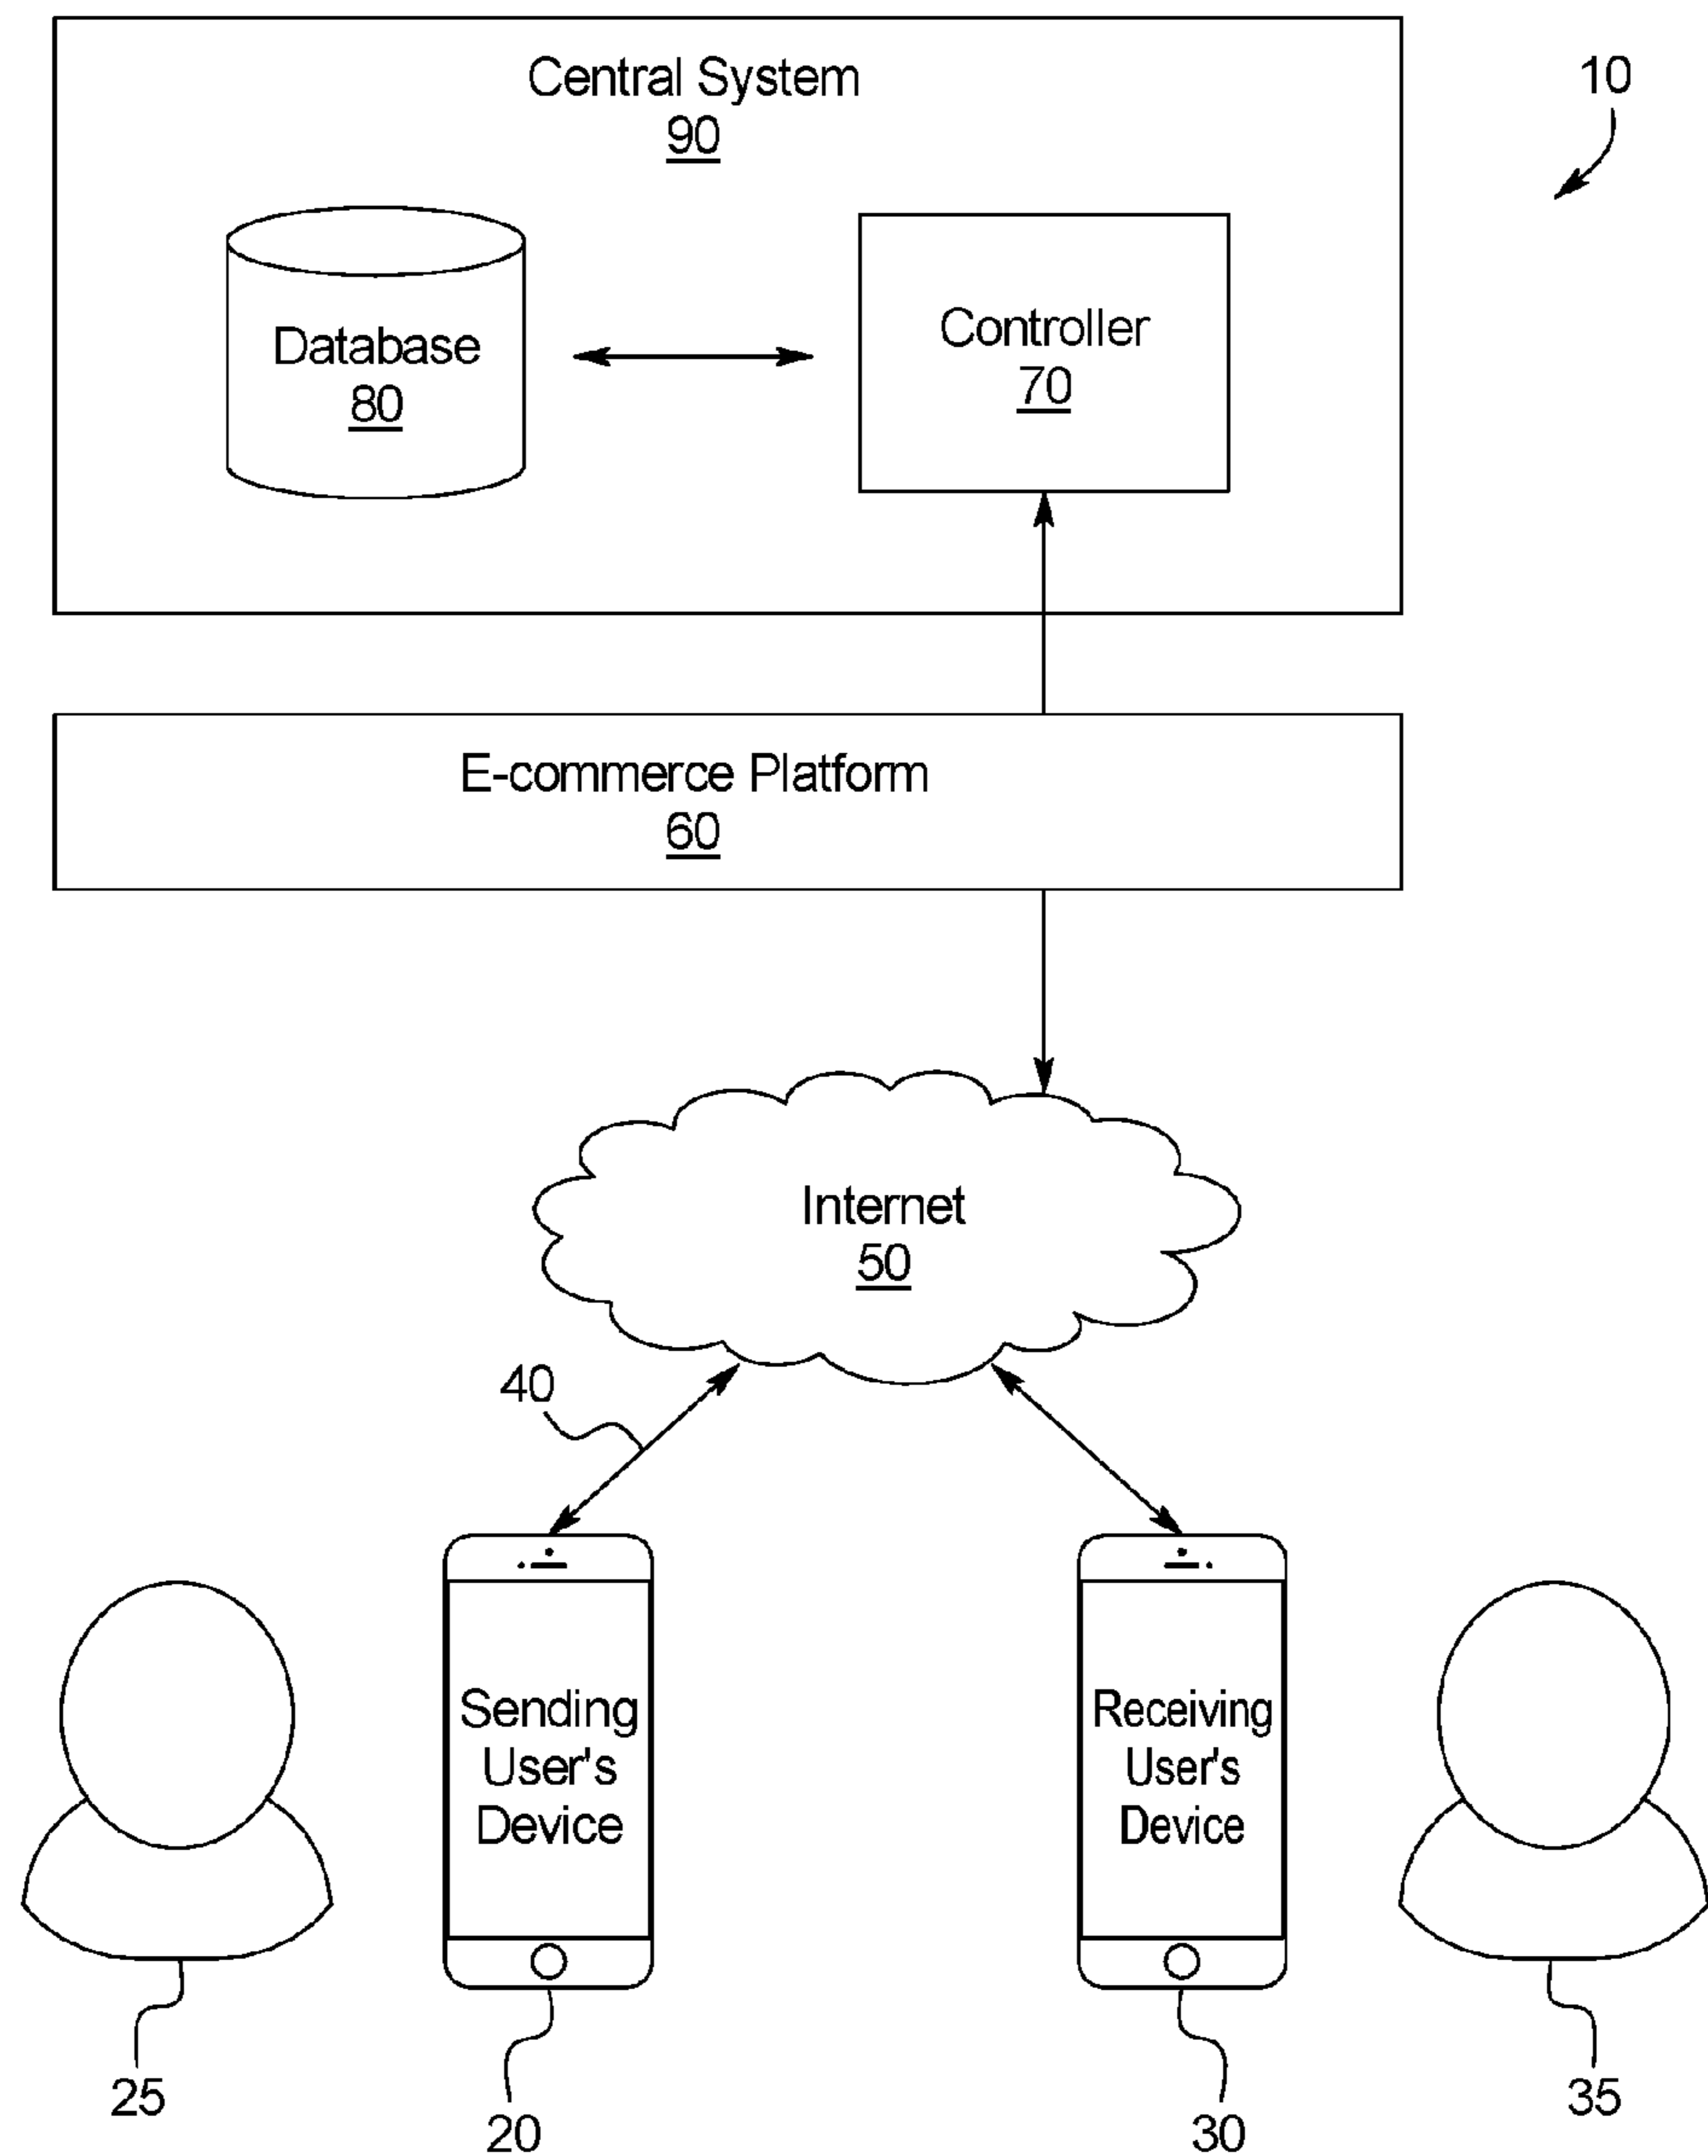 Central System
90
10
Database
80
Controller
70
E-commerce Platform
60
Internet
50
40
Sending
User's
Device
Receiving
User's
Device
25
20
30
35